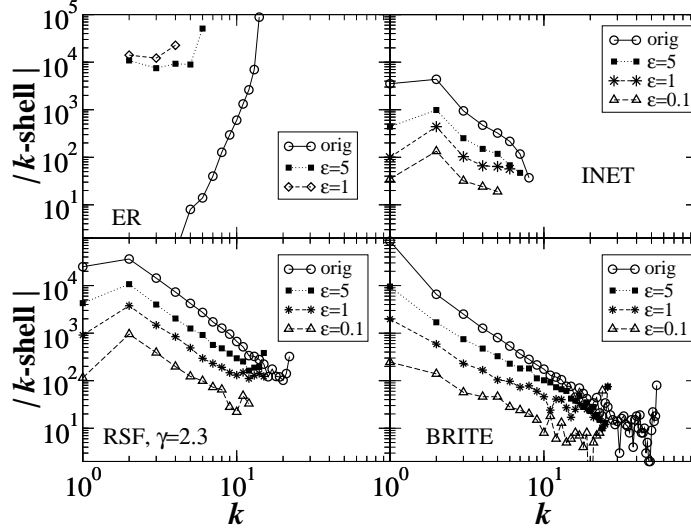 10^5
10^4
10^3
10^2
10^1
| k-shell |
ER
ε=5
ε=1
orig
orig
ε=5
ε=1
ε=0.1
INET
10^4
10^3
10^2
10^1
| k-shell |
orig
ε=5
ε=1
ε=0.1
RSF, γ=2.3
orig
ε=5
ε=1
ε=0.1
BRITE
10^0 10^1 10^0 10^1
k k